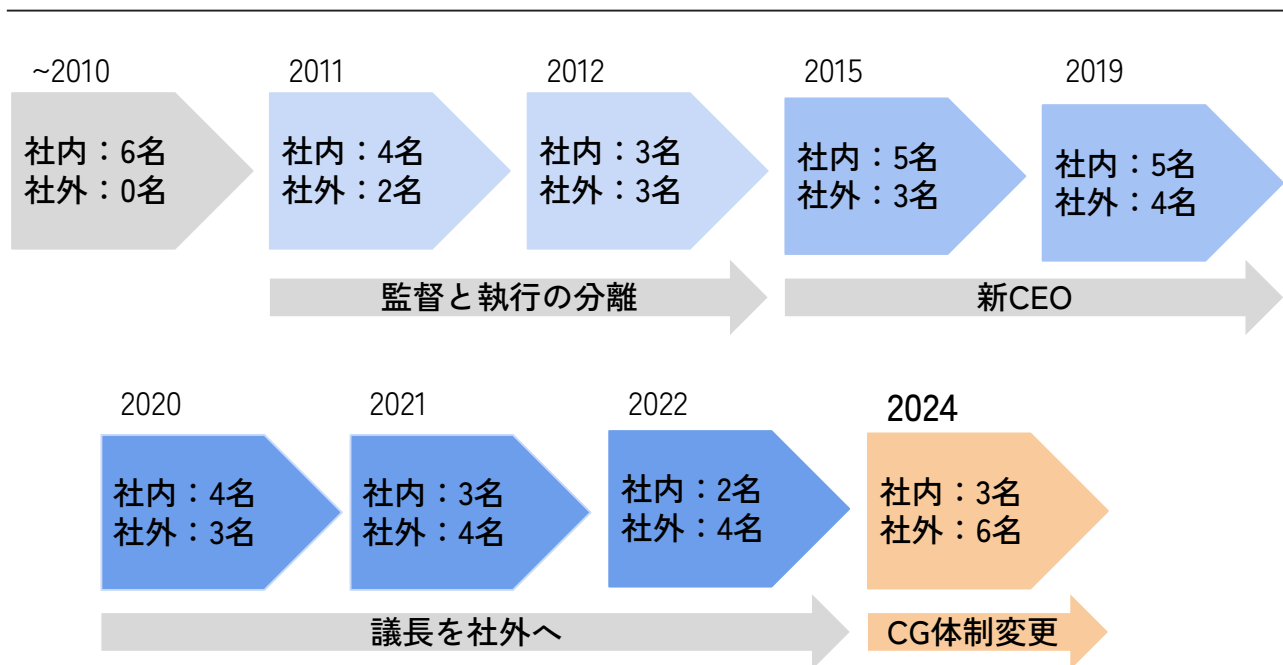 ~2010
2011
2012
2015
2019
社内：6名
社外：0名
社内：4名
社外：2名
社内：3名
社外：3名
社内：5名
社外：3名
社内：5名
社外：4名
監督と執行の分離
新CEO
2020
2021
2022
2024
社内：4名
社外：3名
社内：3名
社外：4名
社内：2名
社外：4名
社内：3名
社外：6名
議長を社外へ
CG体制変更